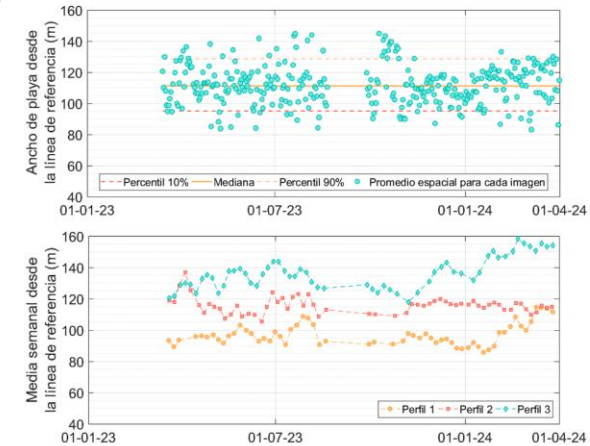 160
140
120
100
80
60
40
Ancho de playa desde
la línea de referencia (m)
Percentil 10% Mediana Percentil 90% Promedio espacial para cada imagen
01-01-23 01-07-23 01-01-24 01-04-24
160
140
120
100
80
60
40
Media semanal desde
la línea de referencia (m)
Perfil 1 Perfil 2 Perfil 3
01-01-23 01-07-23 01-01-24 01-04-24